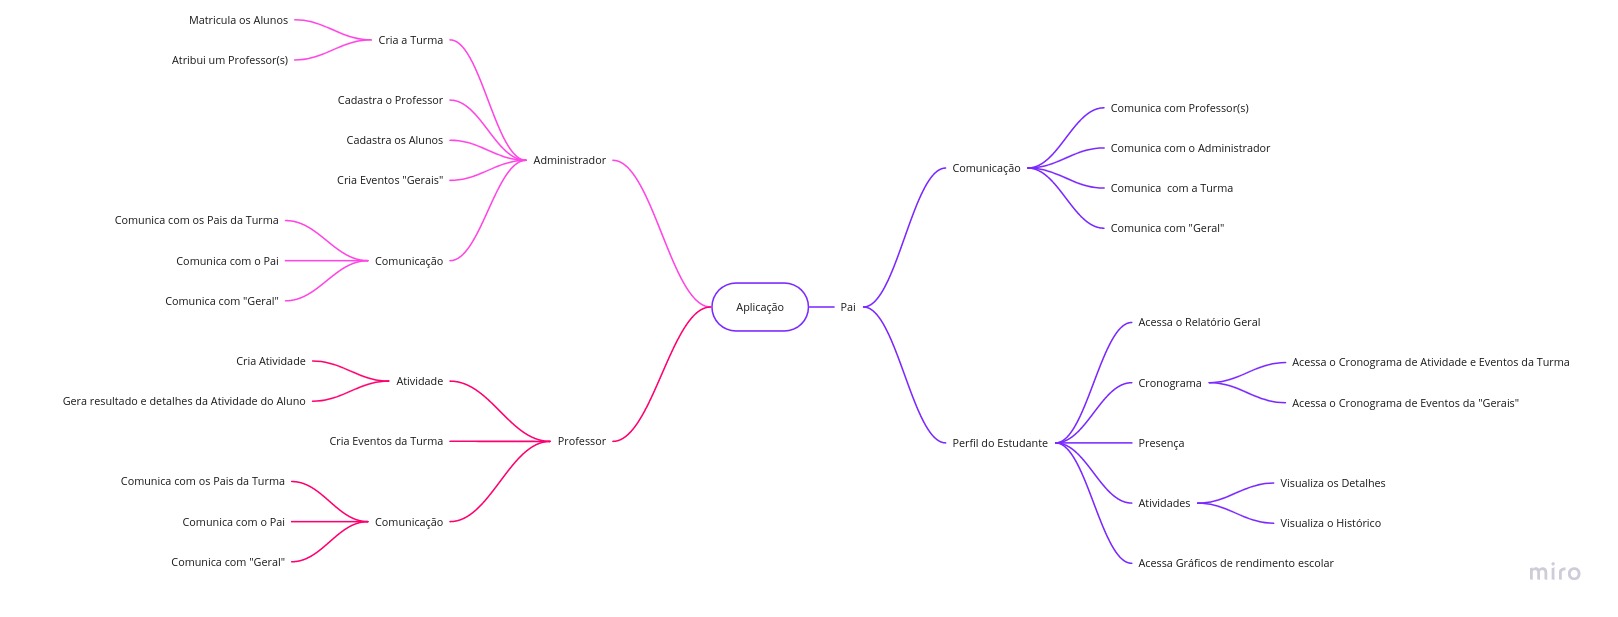 Matricula os Alunos
Cria a Turma
Atribui um Professor(s)
Cadastra o Professor
Cadastra os Alunos
Administrador
Cria Eventos "Gerais"
Comunica com os Pais da Turma
Comunica com o Pai
Comunicação
Comunica com "Geral"
Cria Atividade
Atividade
Gera resultado e detalhes da Atividade do Aluno
Cria Eventos da Turma
Professor
Comunica com os Pais da Turma
Comunica com o Pai
Comunicação
Comunica com "Geral"
Aplicação
Pai
Comunicação
Comunica com Professor(s)
Comunica com o Administrador
Comunica  com a Turma
Comunica com "Geral"
Perfil do Estudante
Acessa o Relatório Geral
Cronograma
Acessa o Cronograma de Atividade e Eventos da Turma
Acessa o Cronograma de Eventos da "Gerais"
Presença
Atividades
Visualiza os Detalhes
Visualiza o Histórico
Acessa Gráficos de rendimento escolar
miro